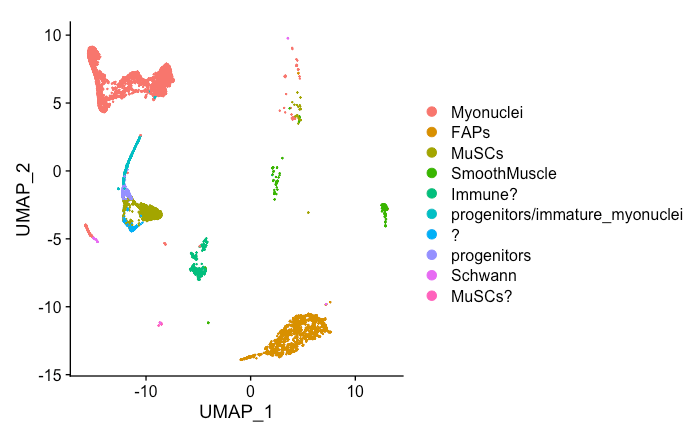 10
5
0
-5
-10
-15
UMAP_2
-10
0
10
UMAP_1
Myonuclei
FAPs
MuSCs
SmoothMuscle
Immune?
progenitors/immature_myonuclei
?
progenitors
Schwann
MuSCs?